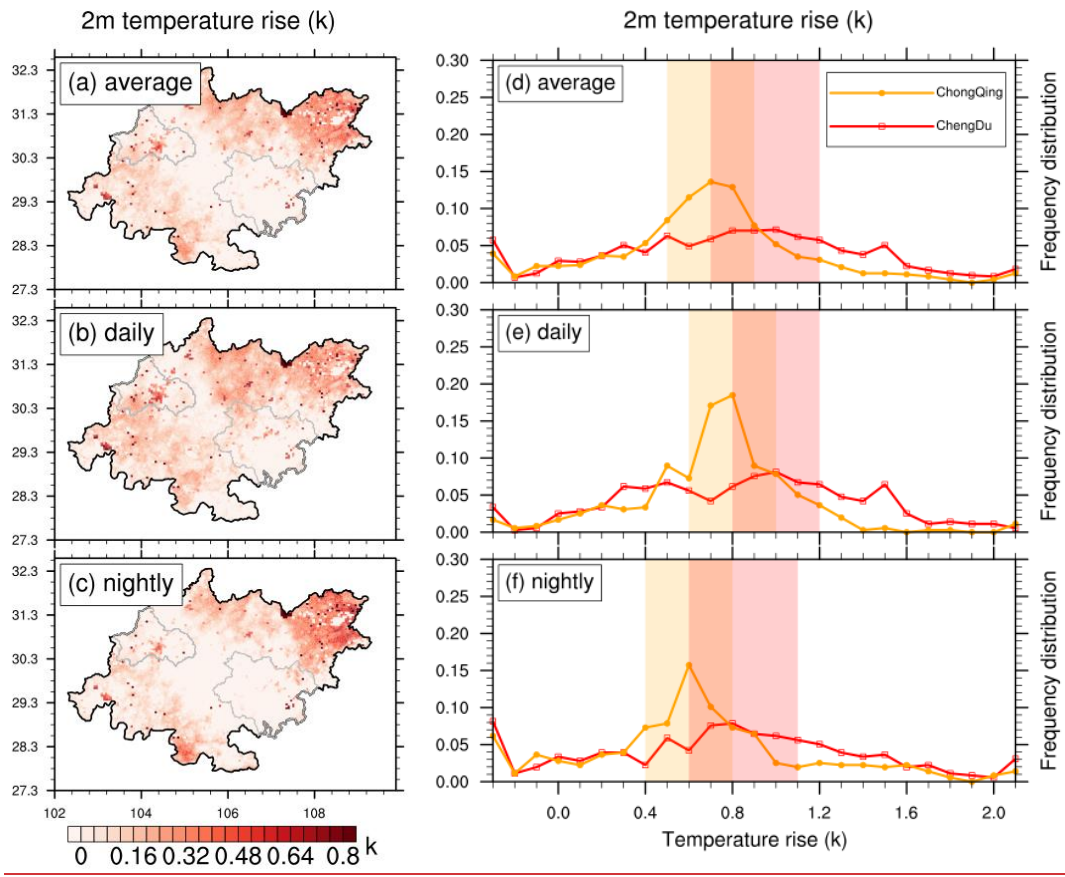 2m temperature rise (k)
(a) average
32.3
31.3
30.3
29.3
28.3
27.3
(b) daily
32.3
31.3
30.3
29.3
28.3
27.3
(c) nightly
32.3
31.3
30.3
29.3
28.3
27.3
102 104 106 108
0 0.16 0.32 0.48 0.64 0.8 k
2m temperature rise (k)
(d) average
ChongQing
ChengDu
0.30
0.25
0.20
0.15
0.10
0.05
0.00
Frequency distribution
(e) daily
0.30
0.25
0.20
0.15
0.10
0.05
0.00
Frequency distribution
(f) nightly
0.30
0.25
0.20
0.15
0.10
0.05
0.00
Frequency distribution
0.0 0.4 0.8 1.2 1.6 2.0
Temperature rise (k)